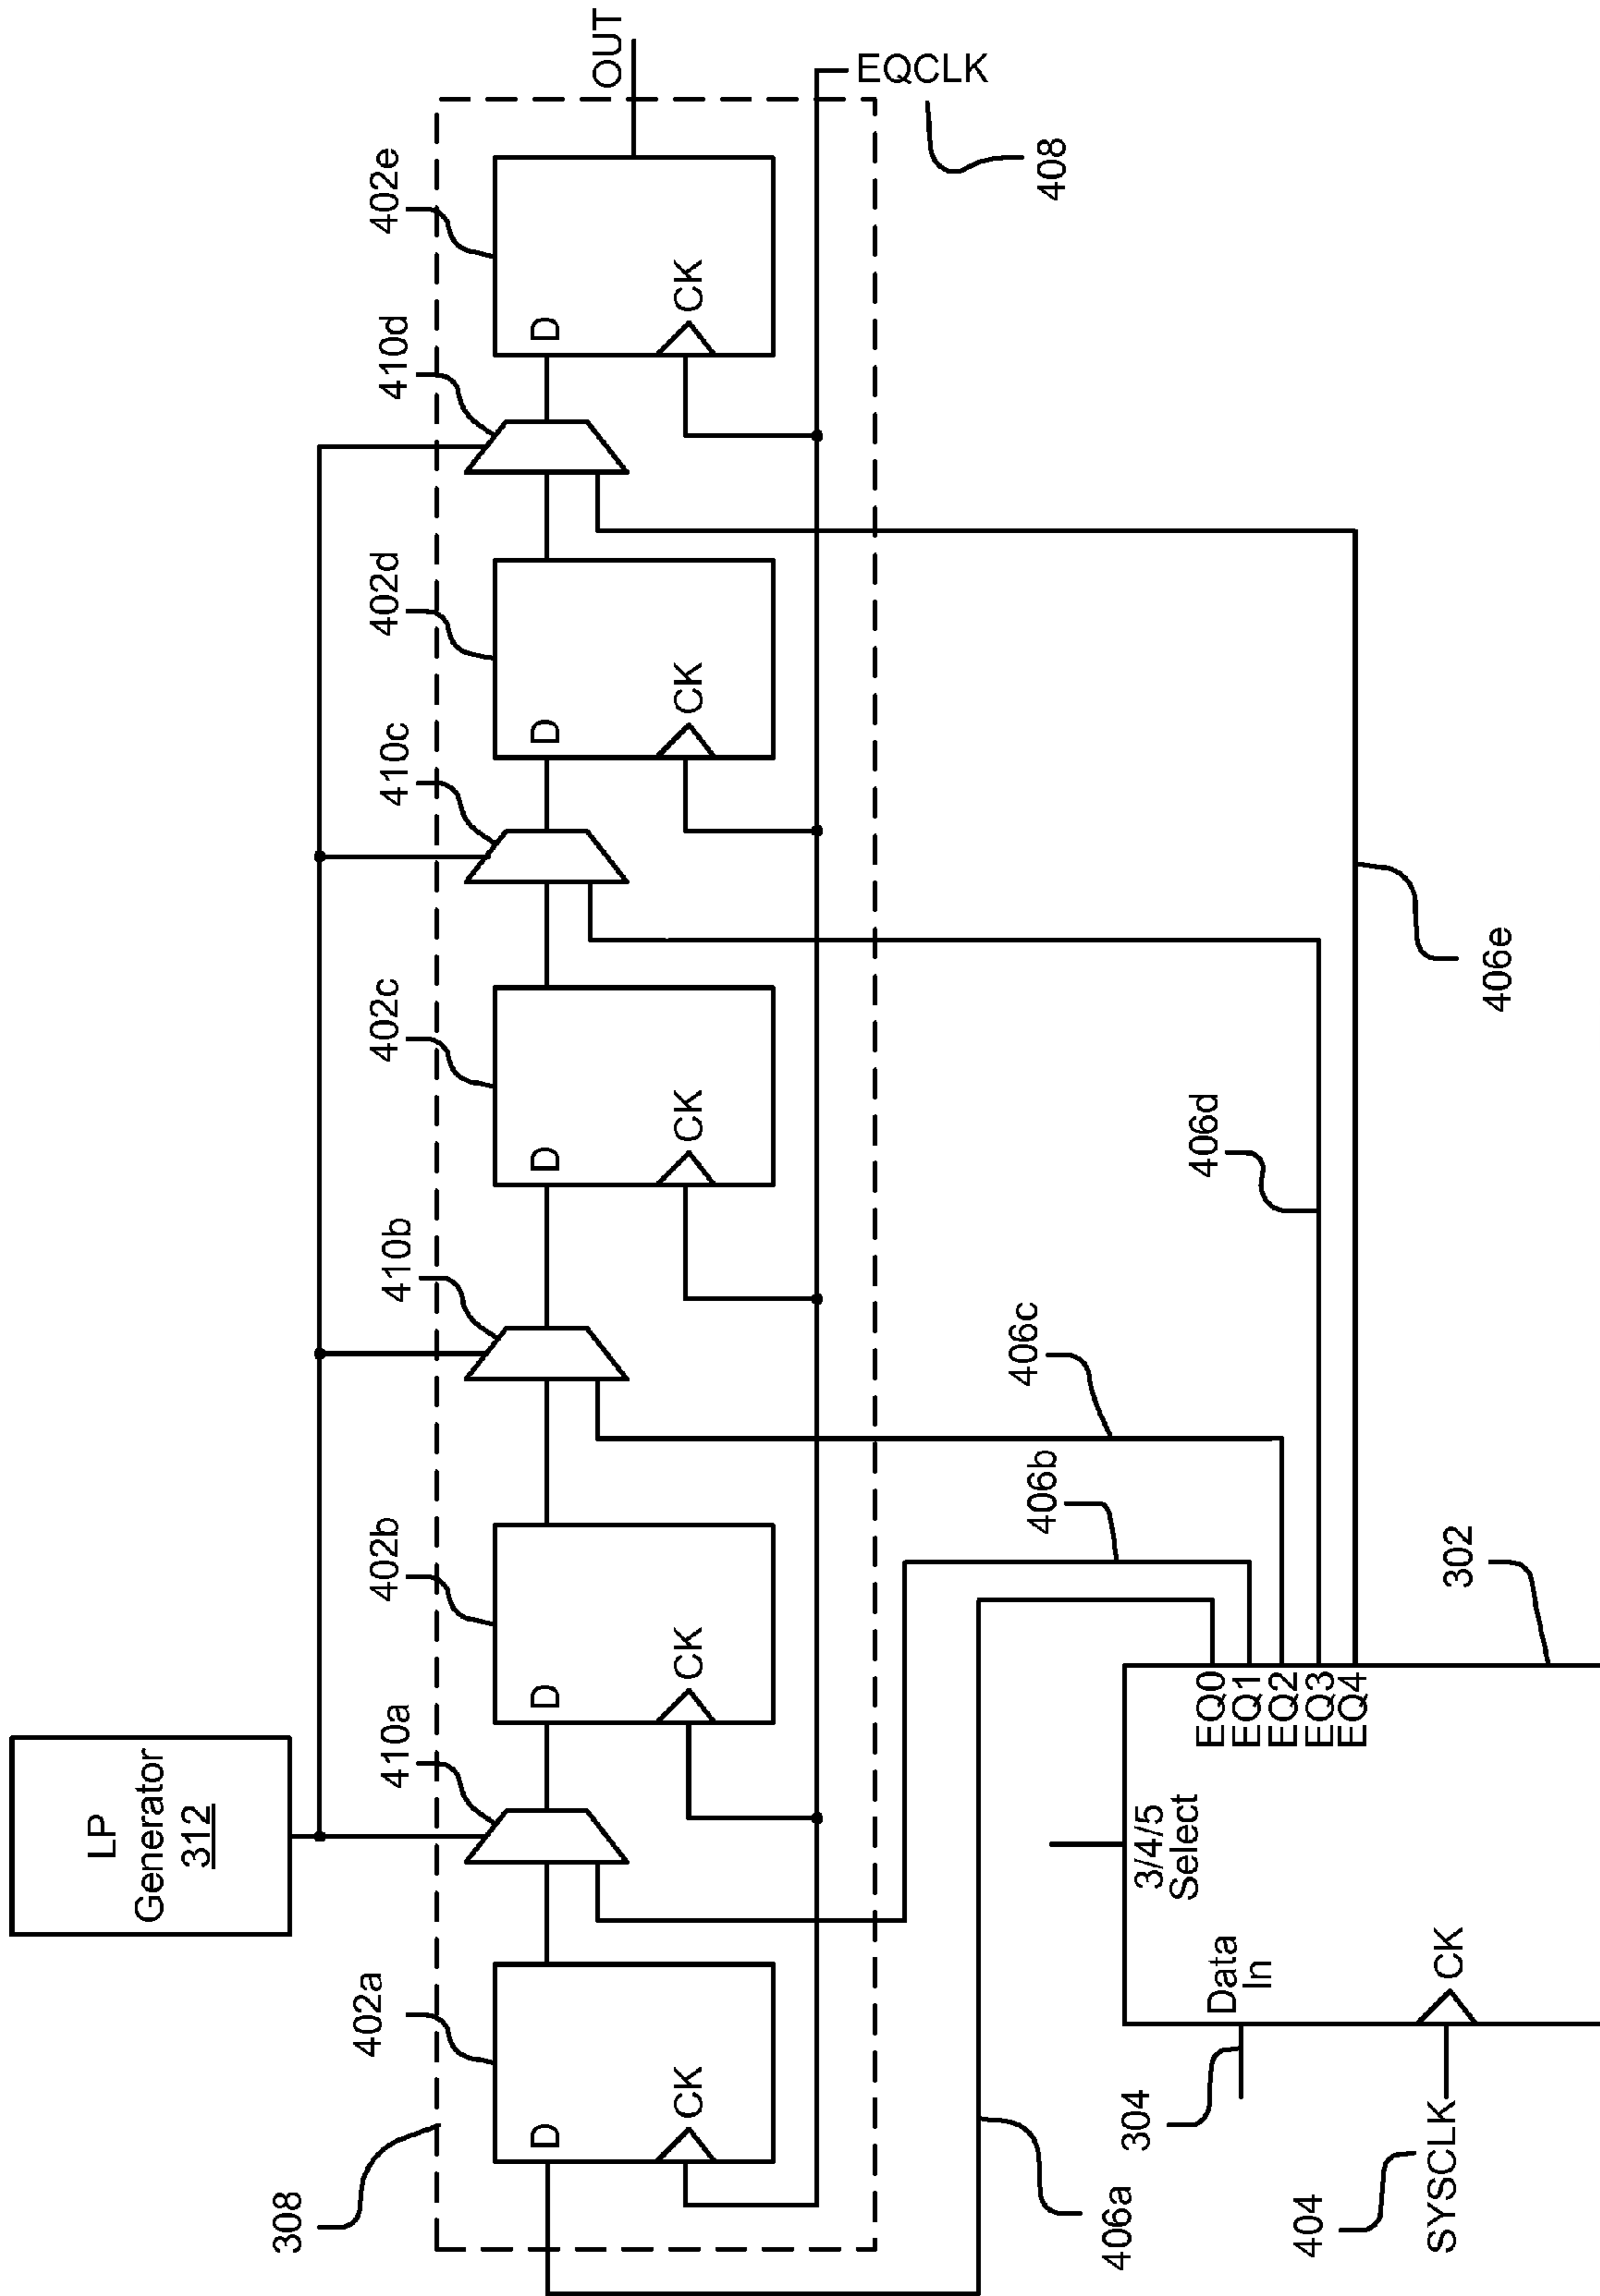 LP
Generator
312
308
402a
410a
402b
410b
402c
410c
402d
410d
402e
D
CK
D
CK
D
CK
D
CK
D
CK
OUT
EQCLK
408
406a
406b
406c
406d
406e
304
Data
In
3/4/5
Select
EQ0
EQ1
EQ2
EQ3
EQ4
302
404
SYSCLK
CK